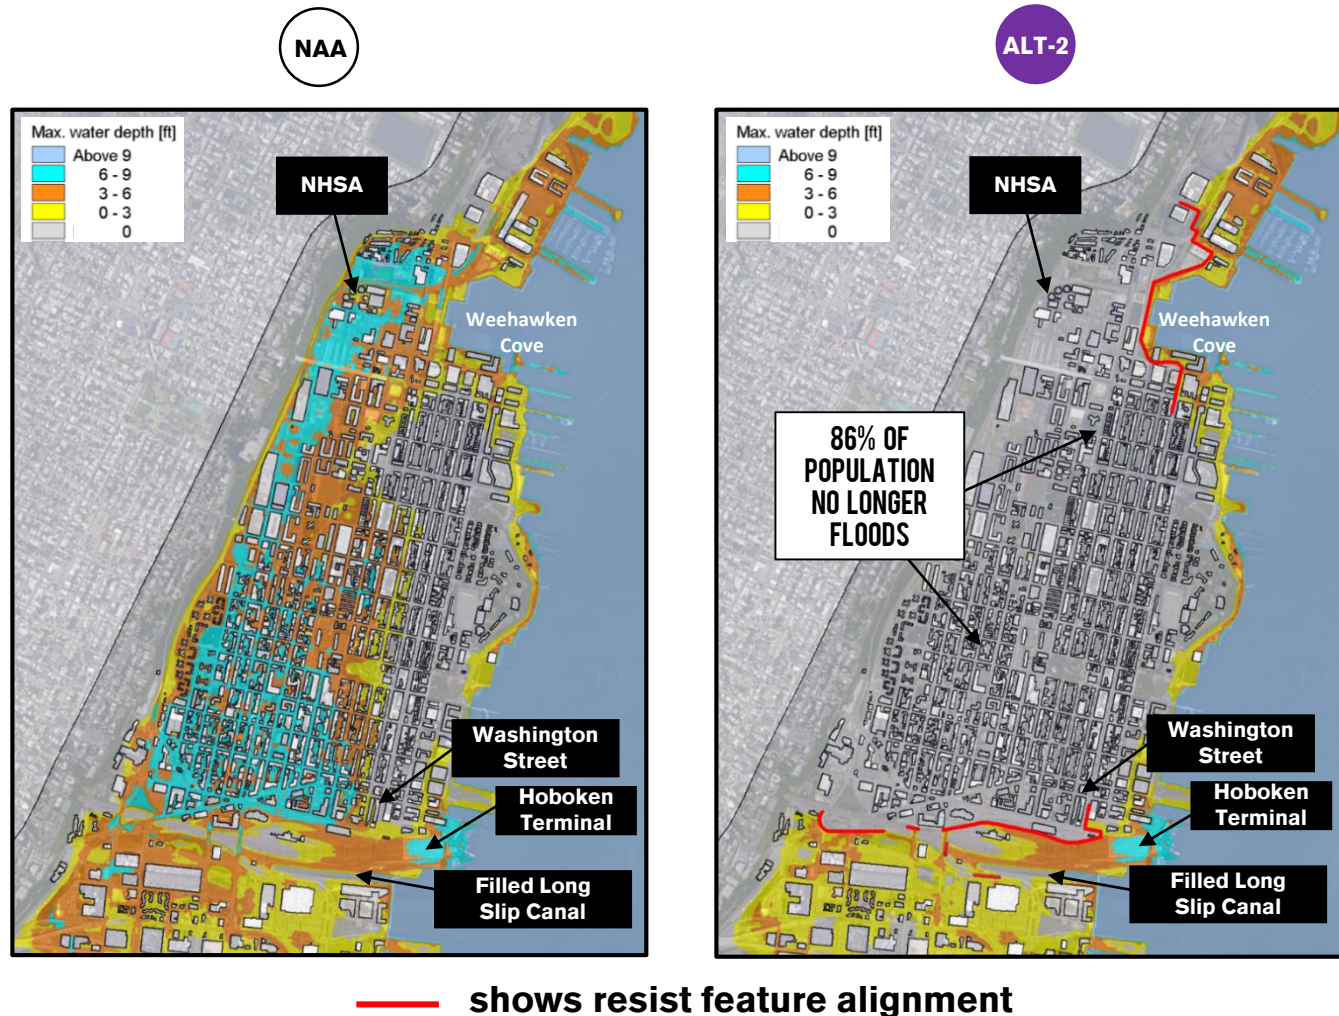 NAA
ALT-2
Max. water depth [ft]
Above 9
6 - 9
3 - 6
0 - 3
0
NHSA
Weehawken
Cove
Washington
Street
Hoboken
Terminal
Filled Long
Slip Canal
Max. water depth [ft]
Above 9
6 - 9
3 - 6
0 - 3
0
NHSA
Weehawken
Cove
86% OF
POPULATION
NO LONGER
FLOODS
Washington
Street
Hoboken
Terminal
Filled Long
Slip Canal
shows resist feature alignment